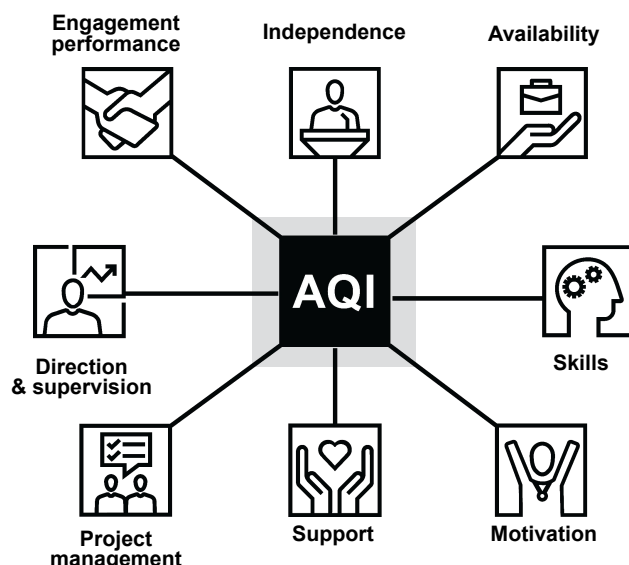 Engagement
performance
Independence
Availability
AQI
Direction
& supervision
Skills
Project
management
Support
Motivation